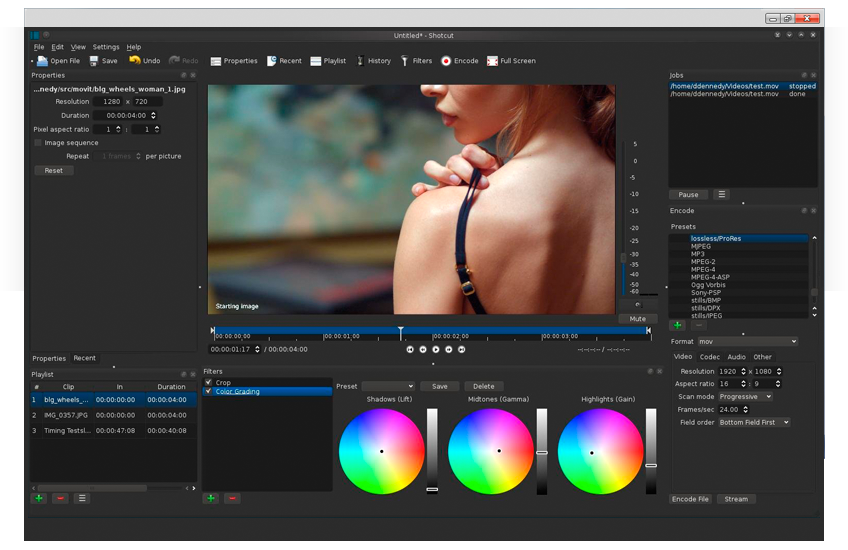 Untitled* - Shotcut
File Edit View Settings Help
Open File Save Undo Redo Properties Recent Playlist History Filters Encode Full Screen
Properties
...nedy/src/movit/blg_wheels_woman_1.jpg
Resolution 1280 x 720
Duration 00:00:04:00
Pixel aspect ratio 1 : 1
Image sequence
Repeat 1 frames per picture
Reset
Properties Recent
Playlist
# Clip In Duration
1 blg_wheels_... 00:00:00:00 00:00:04:00
2 IMG_0357.JPG 00:00:00:00 00:00:04:00
3 Timing Testsl... 00:00:47:08 00:00:40:08
Starting image
5
0
-5
-10
-15
-20
-25
-30
-35
-40
-50
-60
Mute
00:00:00:00 00:00:01:00 00:00:02:00 00:00:03:00
00:00:01:17 / 00:00:04:00 --:--:--:-- / --:--:--:--
Filters
Crop
Color Grading
Preset Save Delete
Shadows (Lift) Midtones (Gamma) Highlights (Gain)
Jobs
/home/ddennedy/Videos/test.mov stopped
/home/ddennedy/Videos/test.mov done
Pause
Encode
Presets
lossless/ProRes
MJPEG
MP3
MPEG-2
MPEG-4
MPEG-4-ASP
Ogg Vorbis
Sony-PSP
stills/BMP
stills/DPX
stills/JPEG
Format mov
Video Codec Audio Other
Resolution 1920 x 1080
Aspect ratio 16 : 9
Scan mode Progressive
Frames/sec 24.00
Field order Bottom Field First
Encode File Stream